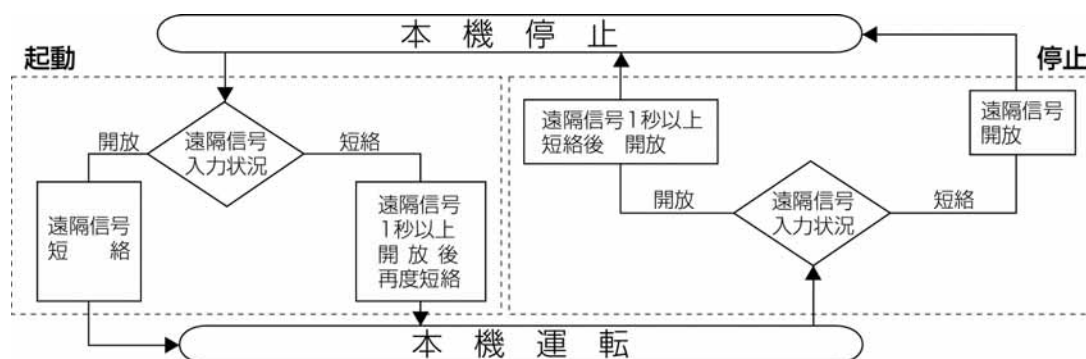 本機停止
起動
停止
遠隔信号
入力状況
開放
短絡
遠隔信号
短　　絡
遠隔信号
1秒以上
開 放 後
再度短絡
遠隔信号1秒以上
短絡後　開放
遠隔信号
開放
遠隔信号
入力状況
開放
短絡
本機運転